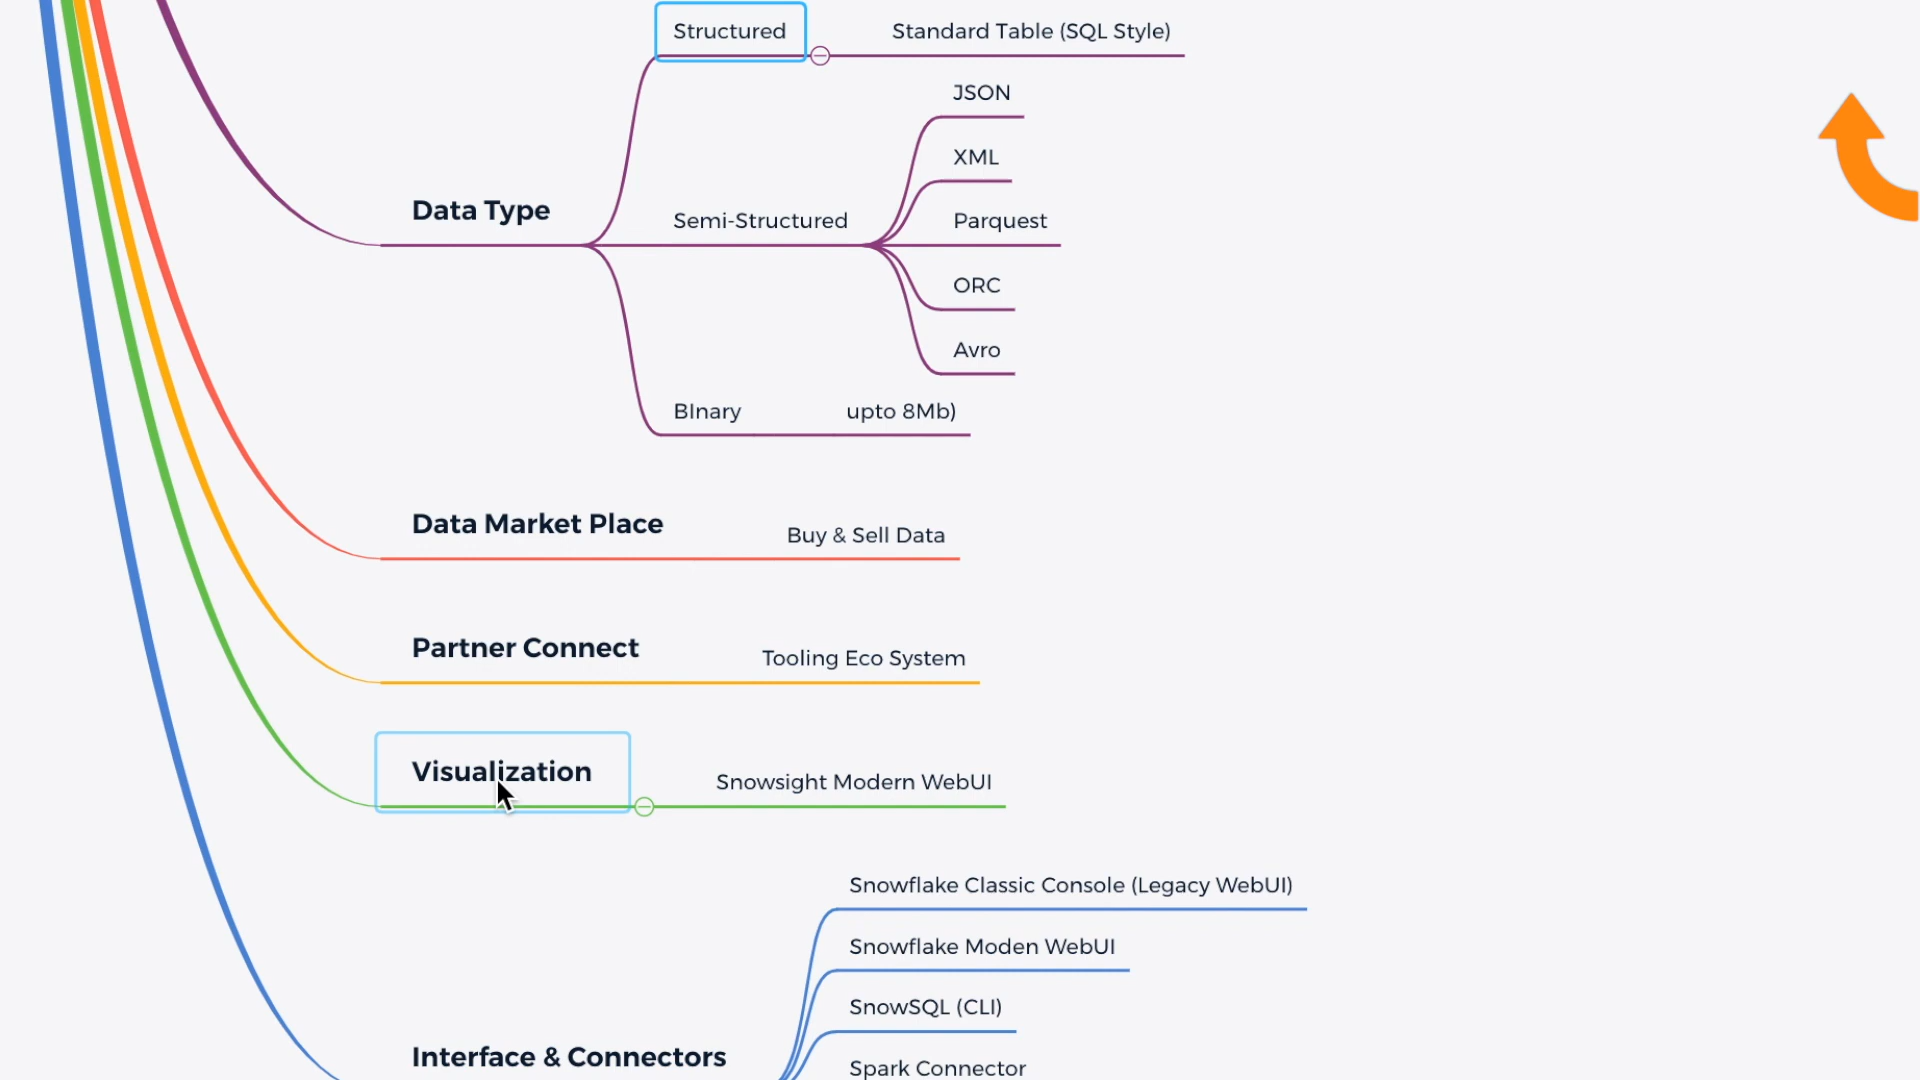 Structured
Standard Table (SQL Style)
JSON
XML
Data Type
Semi-Structured
Parquest
ORC
Avro
BInary
upto 8Mb)
Data Market Place
Buy & Sell Data
Partner Connect
Tooling Eco System
Visualization
Snowsight Modern WebUI
Snowflake Classic Console (Legacy WebUI)
Snowflake Moden WebUI
SnowSQL (CLI)
Interface & Connectors
Spark Connector